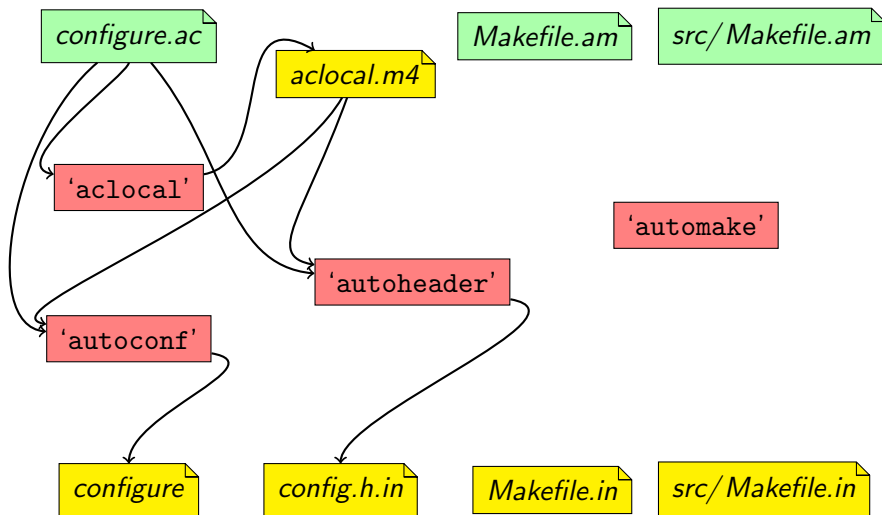 configure.ac
aclocal.m4
Makefile.am
src/Makefile.am
‘aclocal’
‘automake’
‘autoheader’
‘autoconf’
configure
config.h.in
Makefile.in
src/Makefile.in